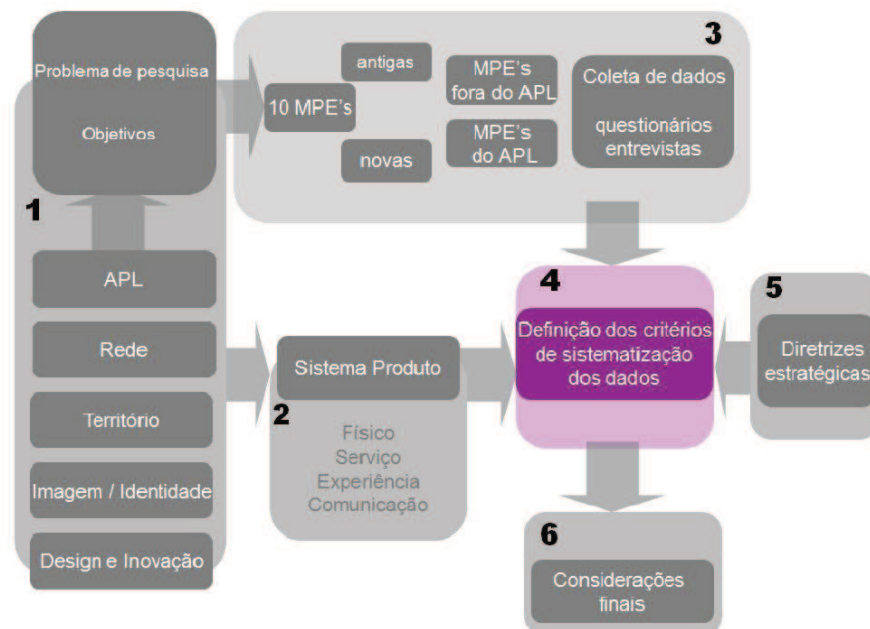 1
Problema de pesquisa
Objetivos
APL
Rede
Território
Imagem / Identidade
Design e Inovação
2
Sistema Produto
Físico
Serviço
Experiência
Comunicação
3
10 MPE's
antigas
novas
MPE's
fora do APL
MPE's
do APL
Coleta de dados
questionários
entrevistas
4
Definição dos critérios
de sistematização
dos dados
5
Diretrizes
estratégicas
6
Considerações
finais